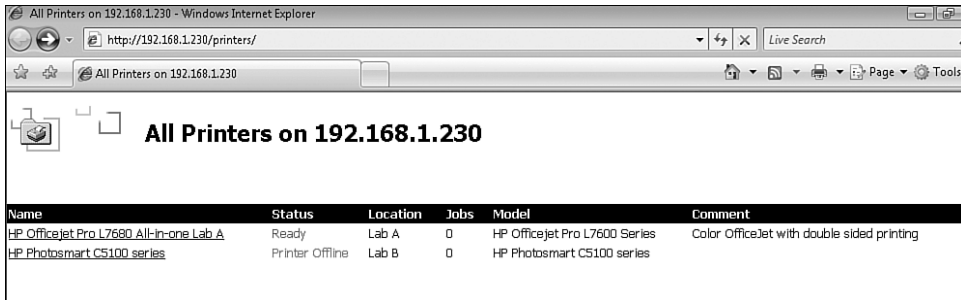 All Printers on 192.168.1.230 - Windows Internet Explorer
http://192.168.1.230/printers/
Live Search
All Printers on 192.168.1.230
Page
Tools
All Printers on 192.168.1.230
Name Status Location Jobs Model Comment
HP Officejet Pro L7680 All-in-one Lab A Ready Lab A 0 HP Officejet Pro L7600 Series Color OfficeJet with double sided printing
HP Photosmart C5100 series Printer Offline Lab B 0 HP Photosmart C5100 series